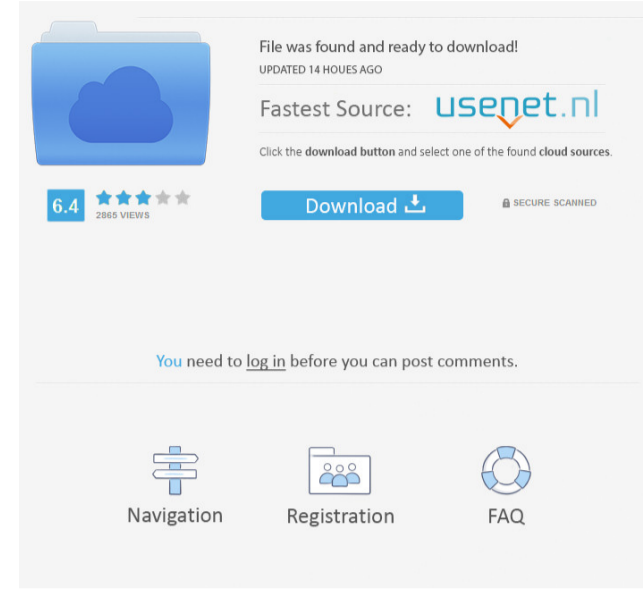 File was found and ready to download!
UPDATED 14 HOUES AGO
Fastest Source: usenet.nl
Click the download button and select one of the found cloud sources.
6.4
2865 VIEWS
Download
SECURE SCANNED
You need to log in before you can post comments.
Navigation
Registration
FAQ